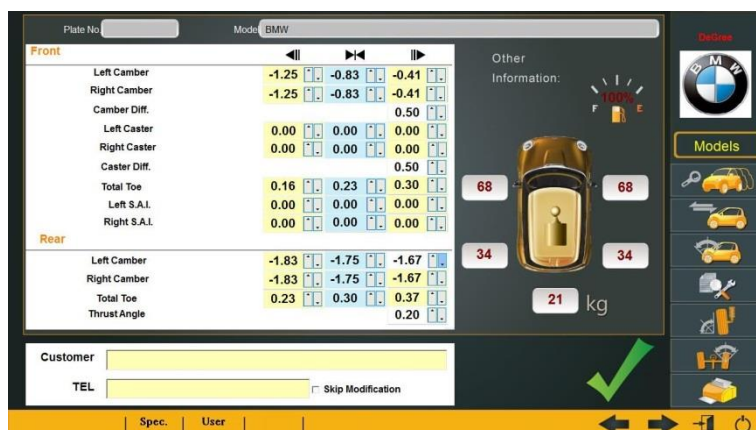 Plate No.
Model BMW
Front
Left Camber -1.25 -0.83 -0.41
Right Camber -1.25 -0.83 -0.41
Camber Diff. 0.50
Left Caster 0.00 0.00 0.00
Right Caster 0.00 0.00 0.00
Caster Diff. 0.50
Total Toe 0.16 0.23 0.30
Left S.A.I. 0.00 0.00 0.00
Right S.A.I. 0.00 0.00 0.00
Rear
Left Camber -1.83 -1.75 -1.67
Right Camber -1.83 -1.75 -1.67
Total Toe 0.23 0.30 0.37
Thrust Angle 0.20
Other
Information:
100%
F E
68 68
34 34
21 kg
BMW
Models
Customer
TEL
Skip Modification
Spec. User